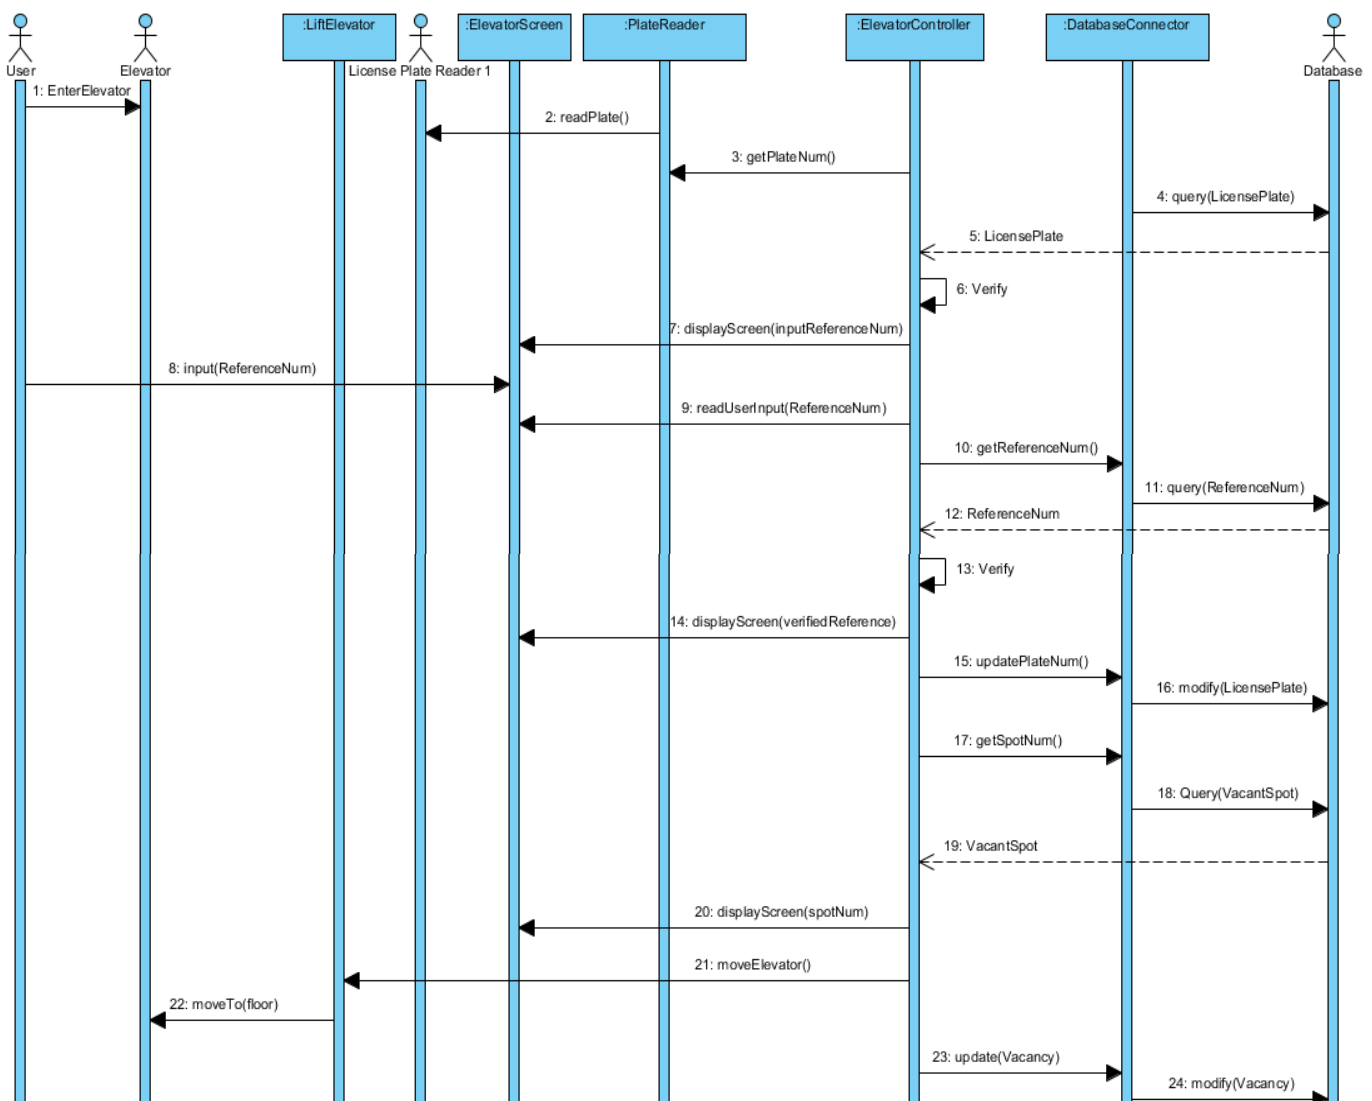 :LiftElevator
:ElevatorScreen
:PlateReader
:ElevatorController
:DatabaseConnector
User
Elevator
License Plate Reader 1
Database
1: EnterElevator
2: readPlate()
3: getPlateNum()
4: query(LicensePlate)
5: LicensePlate
6: Verify
7: displayScreen(inputReferenceNum)
8: input(ReferenceNum)
9: readUserInput(ReferenceNum)
10: getReferenceNum()
11: query(ReferenceNum)
12: ReferenceNum
13: Verify
14: displayScreen(verifiedReference)
15: updatePlateNum()
16: modify(LicensePlate)
17: getSpotNum()
18: Query(VacantSpot)
19: VacantSpot
20: displayScreen(spotNum)
21: moveElevator()
22: moveTo(floor)
23: update(Vacancy)
24: modify(Vacancy)